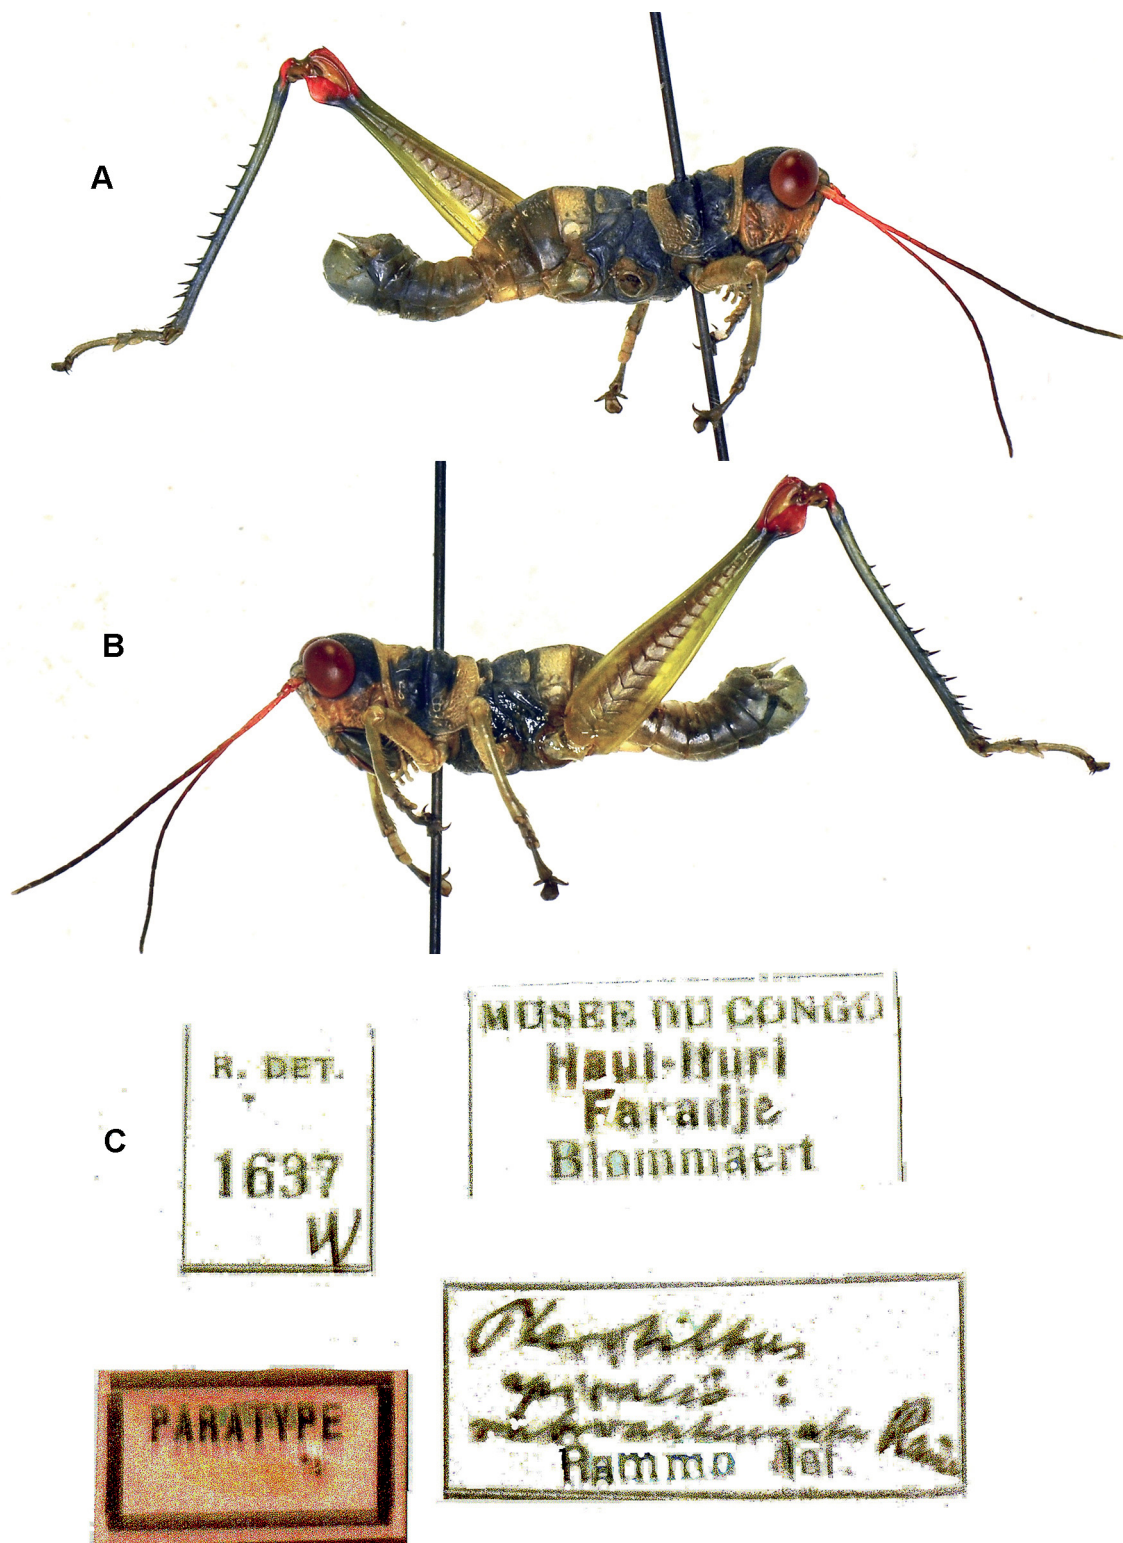 A
B
C
R. DET.
1637
W
MUSEE DU CONGO
Haut-Ituri
Faradje
Blommaert
PARATYPE
Rammo det.